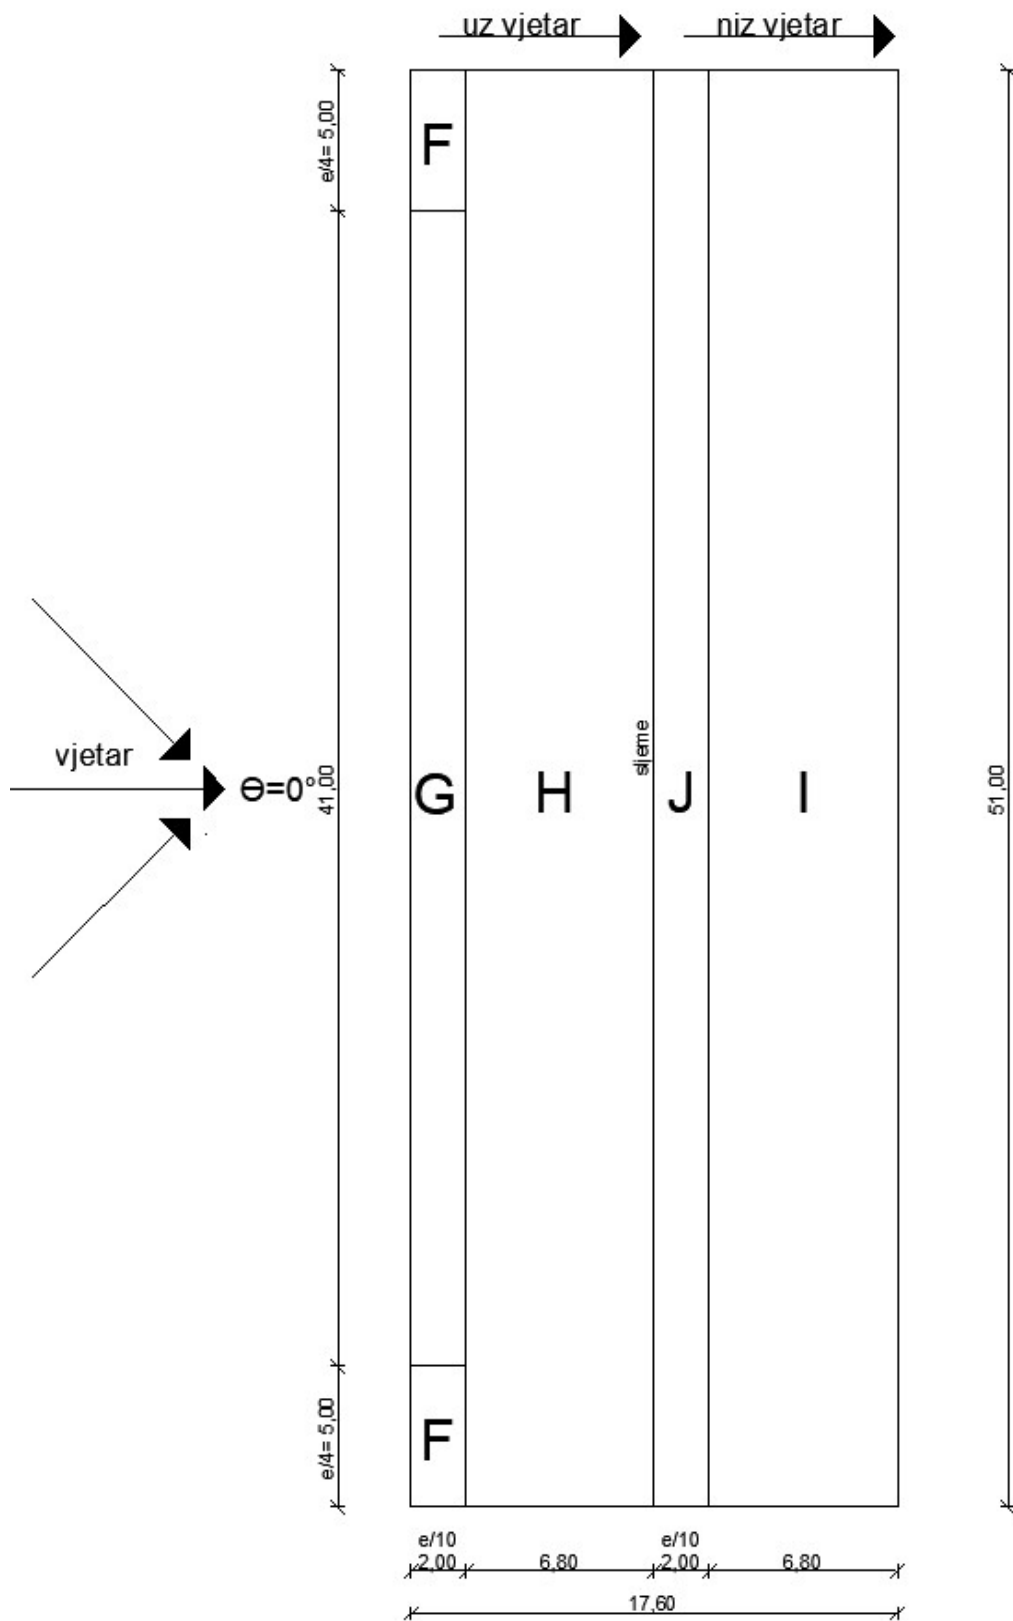 uz vjetar
niz vjetar
e/4= 5,00
F
vjetar
Θ=0°
41,00
G
H
sljeme
J
I
51,00
e/4= 5,00
F
e/10
2,00
6,80
e/10
2,00
6,80
17,60